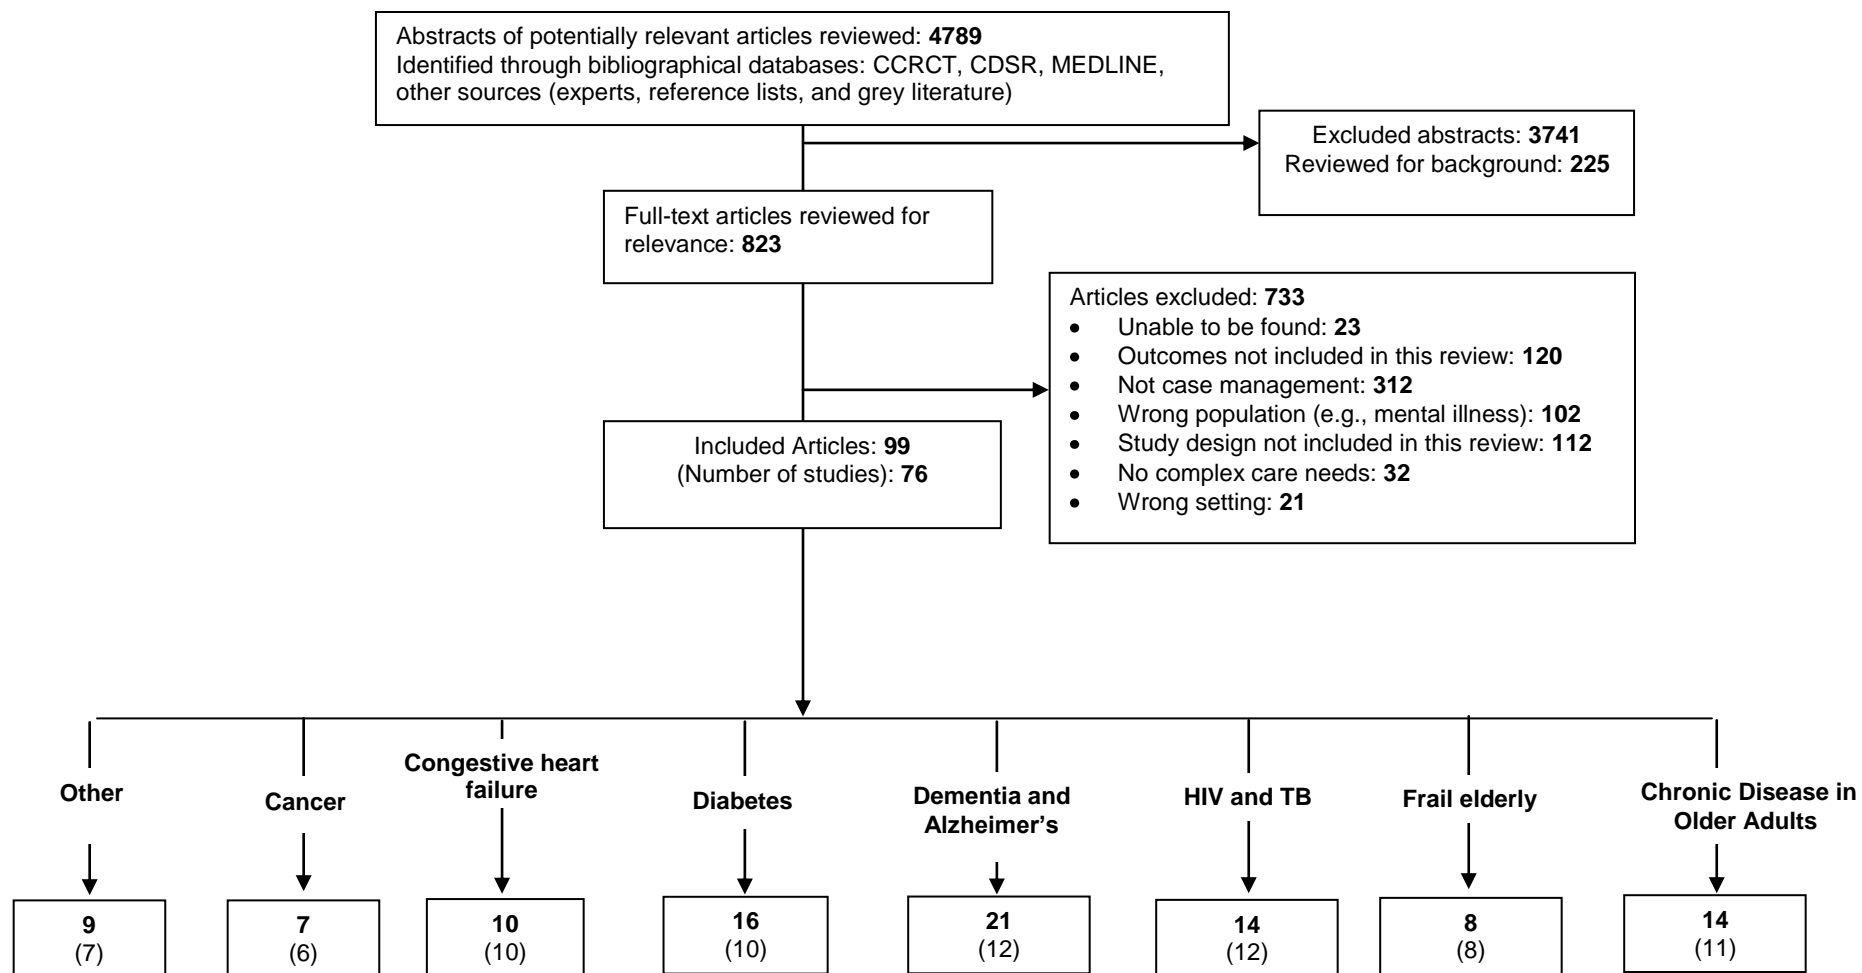 Abstracts of potentially relevant articles reviewed: 4789
Identified through bibliographical databases: CCRCT, CDSR, MEDLINE,
other sources (experts, reference lists, and grey literature)
Excluded abstracts: 3741
Reviewed for background: 225
Full-text articles reviewed for
relevance: 823
Articles excluded: 733
• Unable to be found: 23
• Outcomes not included in this review: 120
• Not case management: 312
• Wrong population (e.g., mental illness): 102
• Study design not included in this review: 112
• No complex care needs: 32
• Wrong setting: 21
Included Articles: 99
(Number of studies): 76
Other
Cancer
Congestive heart
failure
Diabetes
Dementia and
Alzheimer's
HIV and TB
Frail elderly
Chronic Disease in
Older Adults
9
(7)
7
(6)
10
(10)
16
(10)
21
(12)
14
(12)
8
(8)
14
(11)